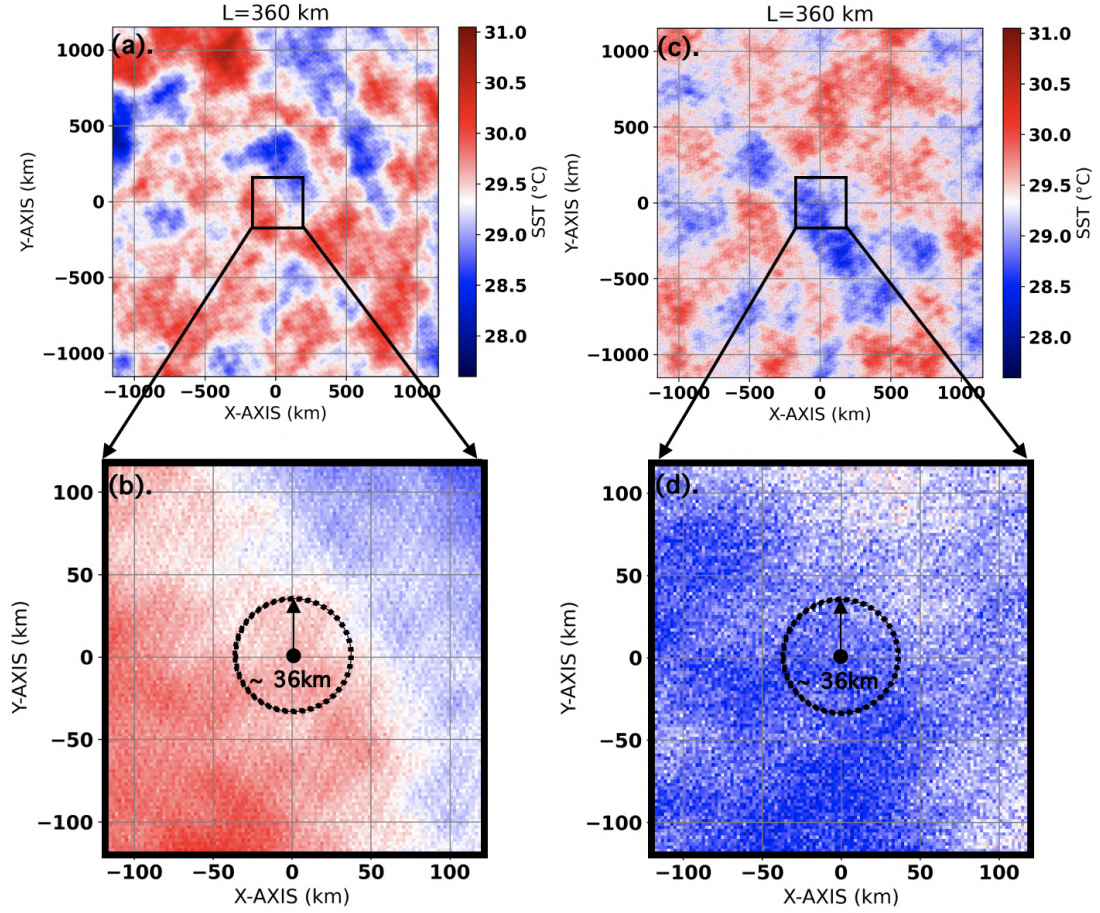 L=360 km
(a).
1000
500
0
−500
−1000
Y-AXIS (km)
−1000 −500 0 500 1000
X-AXIS (km)
31.0
30.5
30.0
29.5
29.0
28.5
28.0
SST (°C)
L=360 km
(c).
1000
500
0
−500
−1000
Y-AXIS (km)
−1000 −500 0 500 1000
X-AXIS (km)
31.0
30.5
30.0
29.5
29.0
28.5
28.0
SST (°C)
(b).
100
50
0
−50
−100
Y-AXIS (km)
~ 36km
−100 −50 0 50 100
X-AXIS (km)
(d).
100
50
0
−50
−100
Y-AXIS (km)
~ 36km
−100 −50 0 50 100
X-AXIS (km)